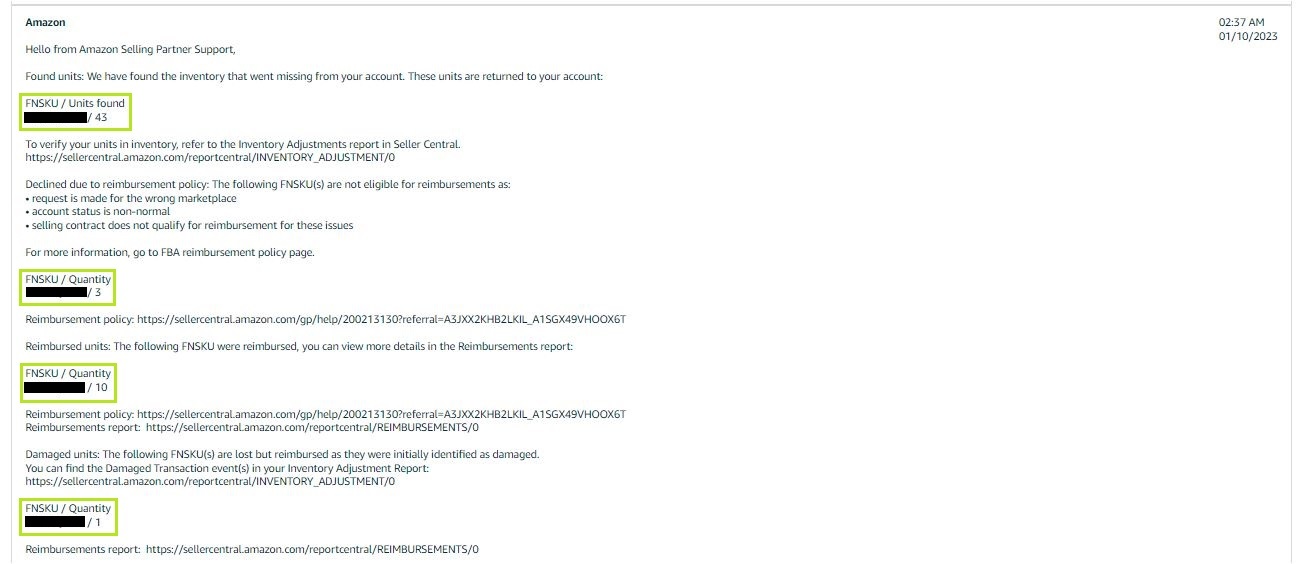 Amazon
02:37 AM
01/10/2023
Hello from Amazon Selling Partner Support,
Found units: We have found the inventory that went missing from your account. These units are returned to your account:
FNSKU / Units found
/ 43
To verify your units in inventory, refer to the Inventory Adjustments report in Seller Central.
https://sellercentral.amazon.com/reportcentral/INVENTORY_ADJUSTMENT/0
Declined due to reimbursement policy: The following FNSKU(s) are not eligible for reimbursements as:
• request is made for the wrong marketplace
• account status is non-normal
• selling contract does not qualify for reimbursement for these issues
For more information, go to FBA reimbursement policy page.
FNSKU / Quantity
/ 3
Reimbursement policy: https://sellercentral.amazon.com/gp/help/200213130?referral=A3JXX2KHB2LKIL_A1SGX49VHOOX6T
Reimbursed units: The following FNSKU were reimbursed, you can view more details in the Reimbursements report:
FNSKU / Quantity
/ 10
Reimbursement policy: https://sellercentral.amazon.com/gp/help/200213130?referral=A3JXX2KHB2LKIL_A1SGX49VHOOX6T
Reimbursements report:  https://sellercentral.amazon.com/reportcentral/REIMBURSEMENTS/0
Damaged units: The following FNSKU(s) are lost but reimbursed as they were initially identified as damaged.
You can find the Damaged Transaction event(s) in your Inventory Adjustment Report:
https://sellercentral.amazon.com/reportcentral/INVENTORY_ADJUSTMENT/0
FNSKU / Quantity
/ 1
Reimbursements report:  https://sellercentral.amazon.com/reportcentral/REIMBURSEMENTS/0